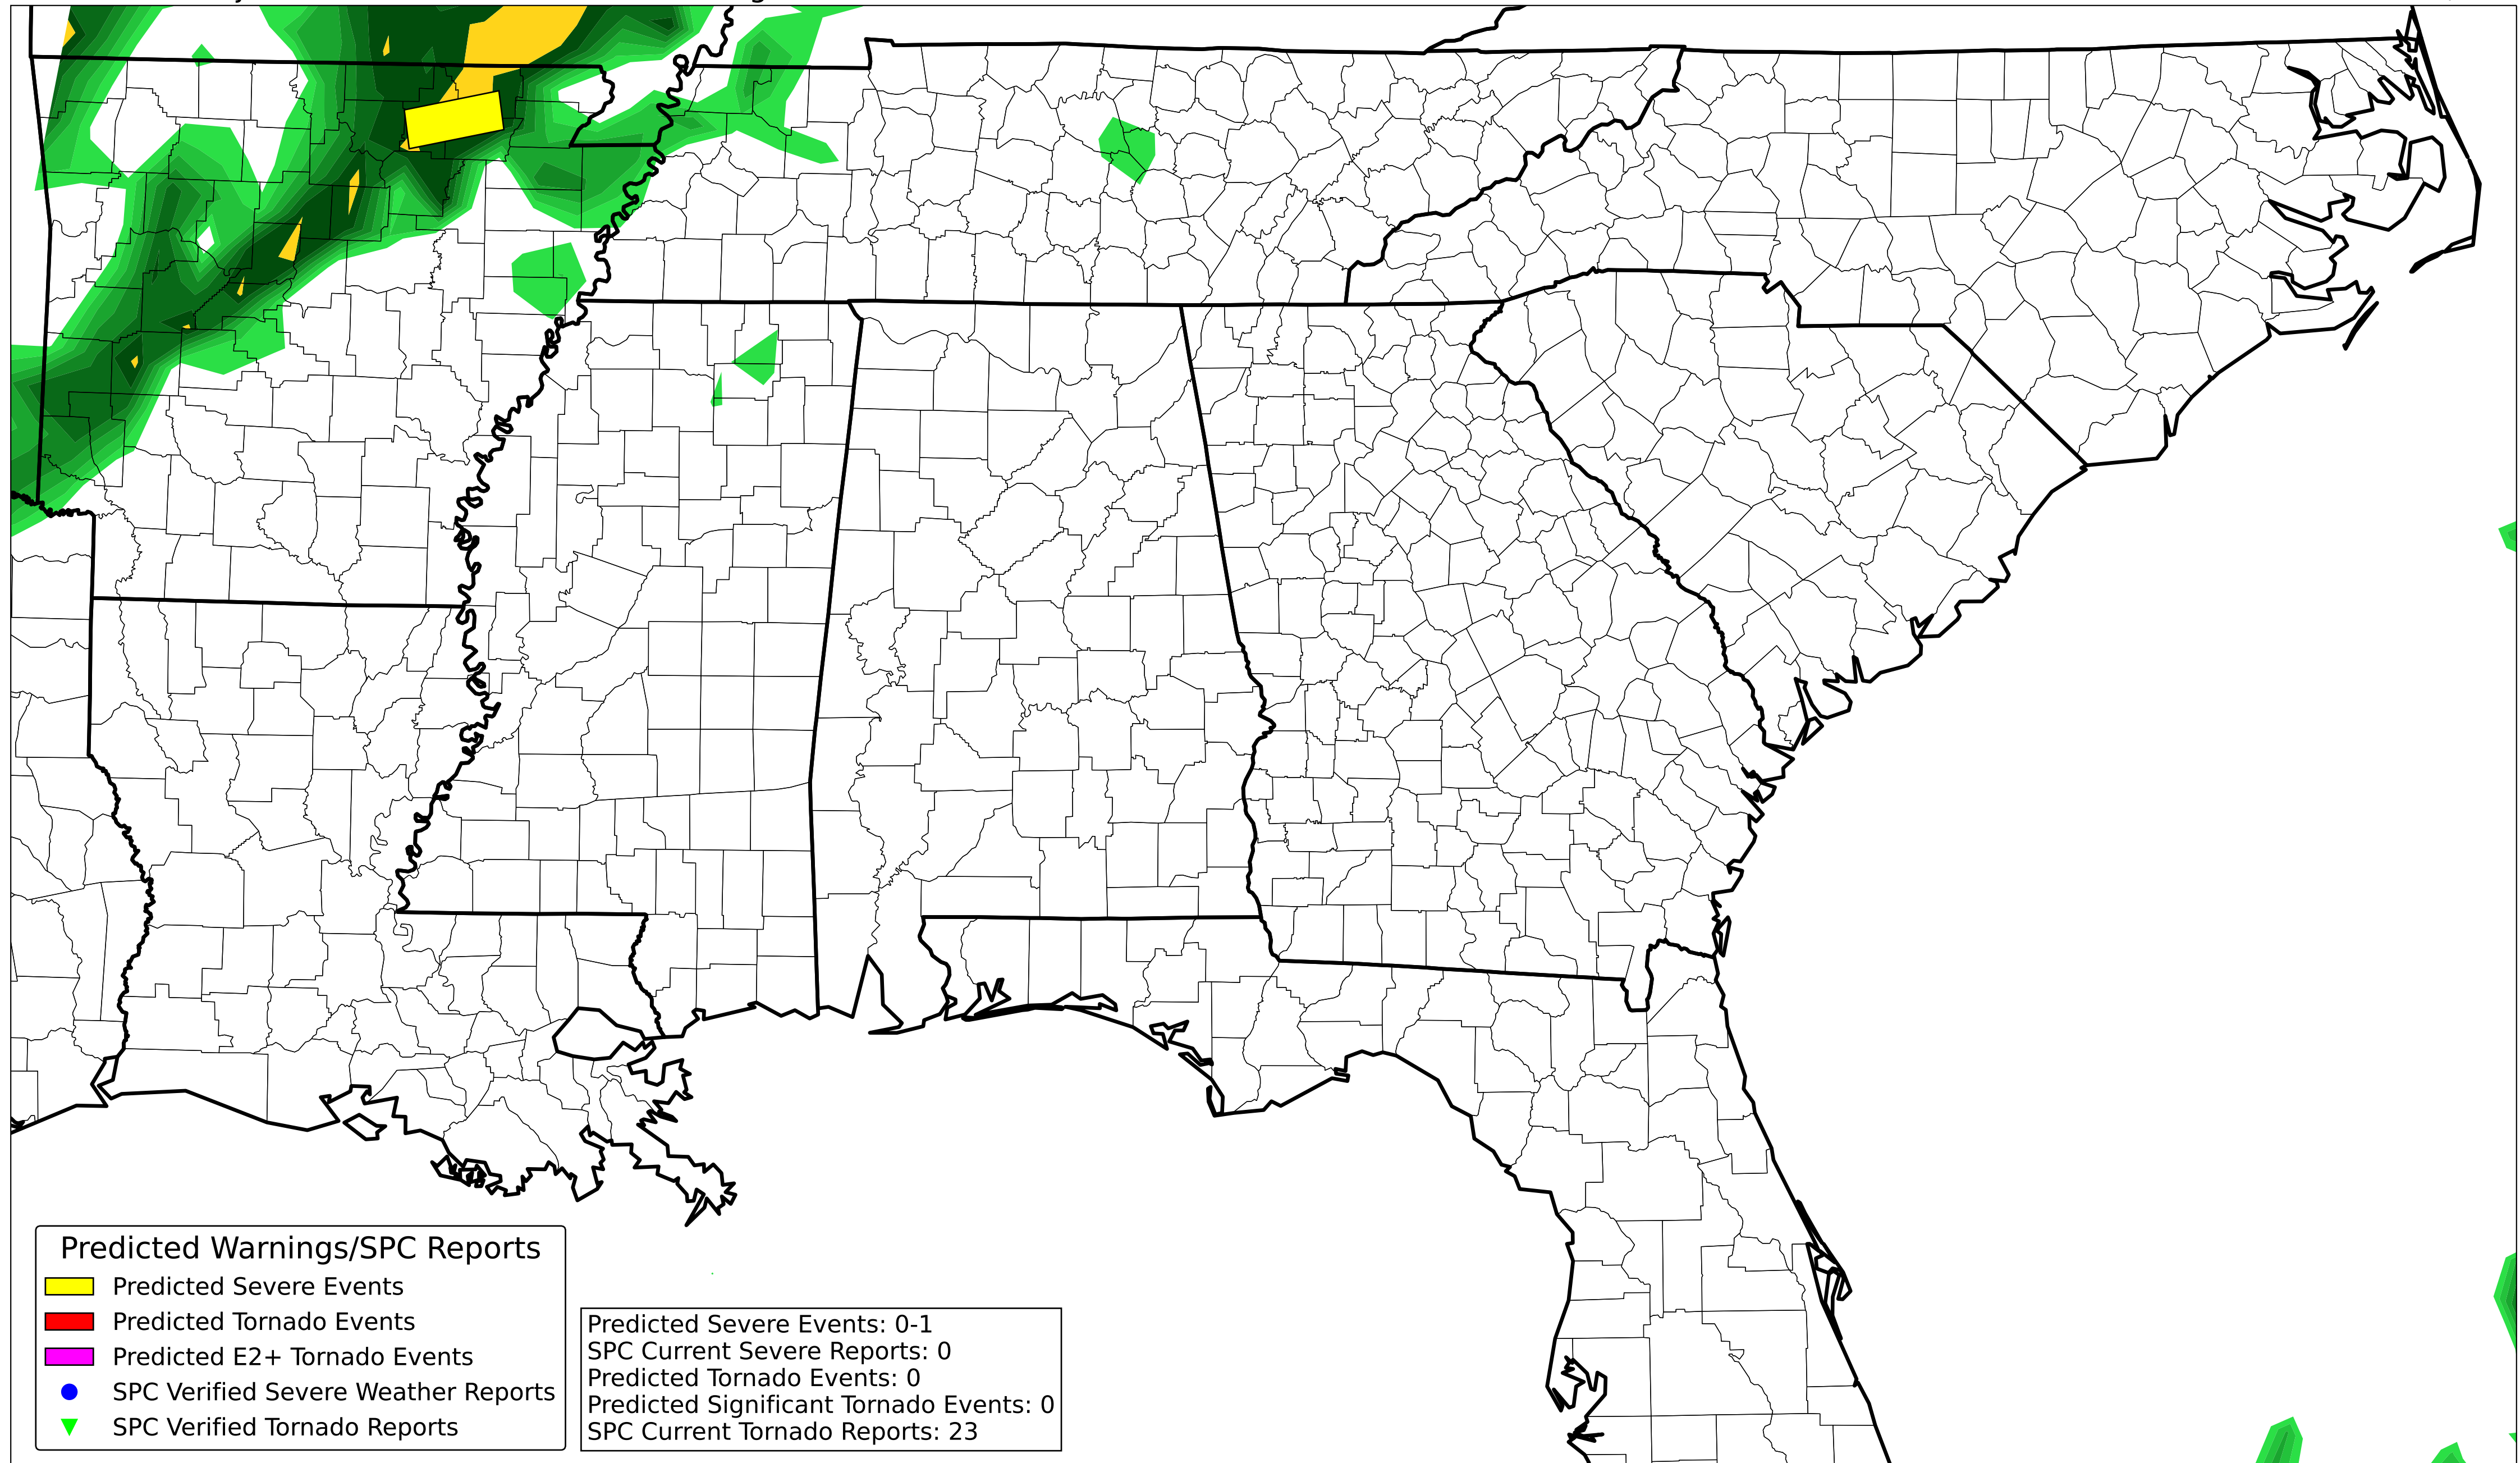 Predicted Warnings/SPC Reports
Predicted Severe Events
Predicted Tornado Events
Predicted E2+ Tornado Events
SPC Verified Severe Weather Reports
SPC Verified Tornado Reports
Predicted Severe Events: 0-1
SPC Current Severe Reports: 0
Predicted Tornado Events: 0
Predicted Significant Tornado Events: 0
SPC Current Tornado Reports: 23